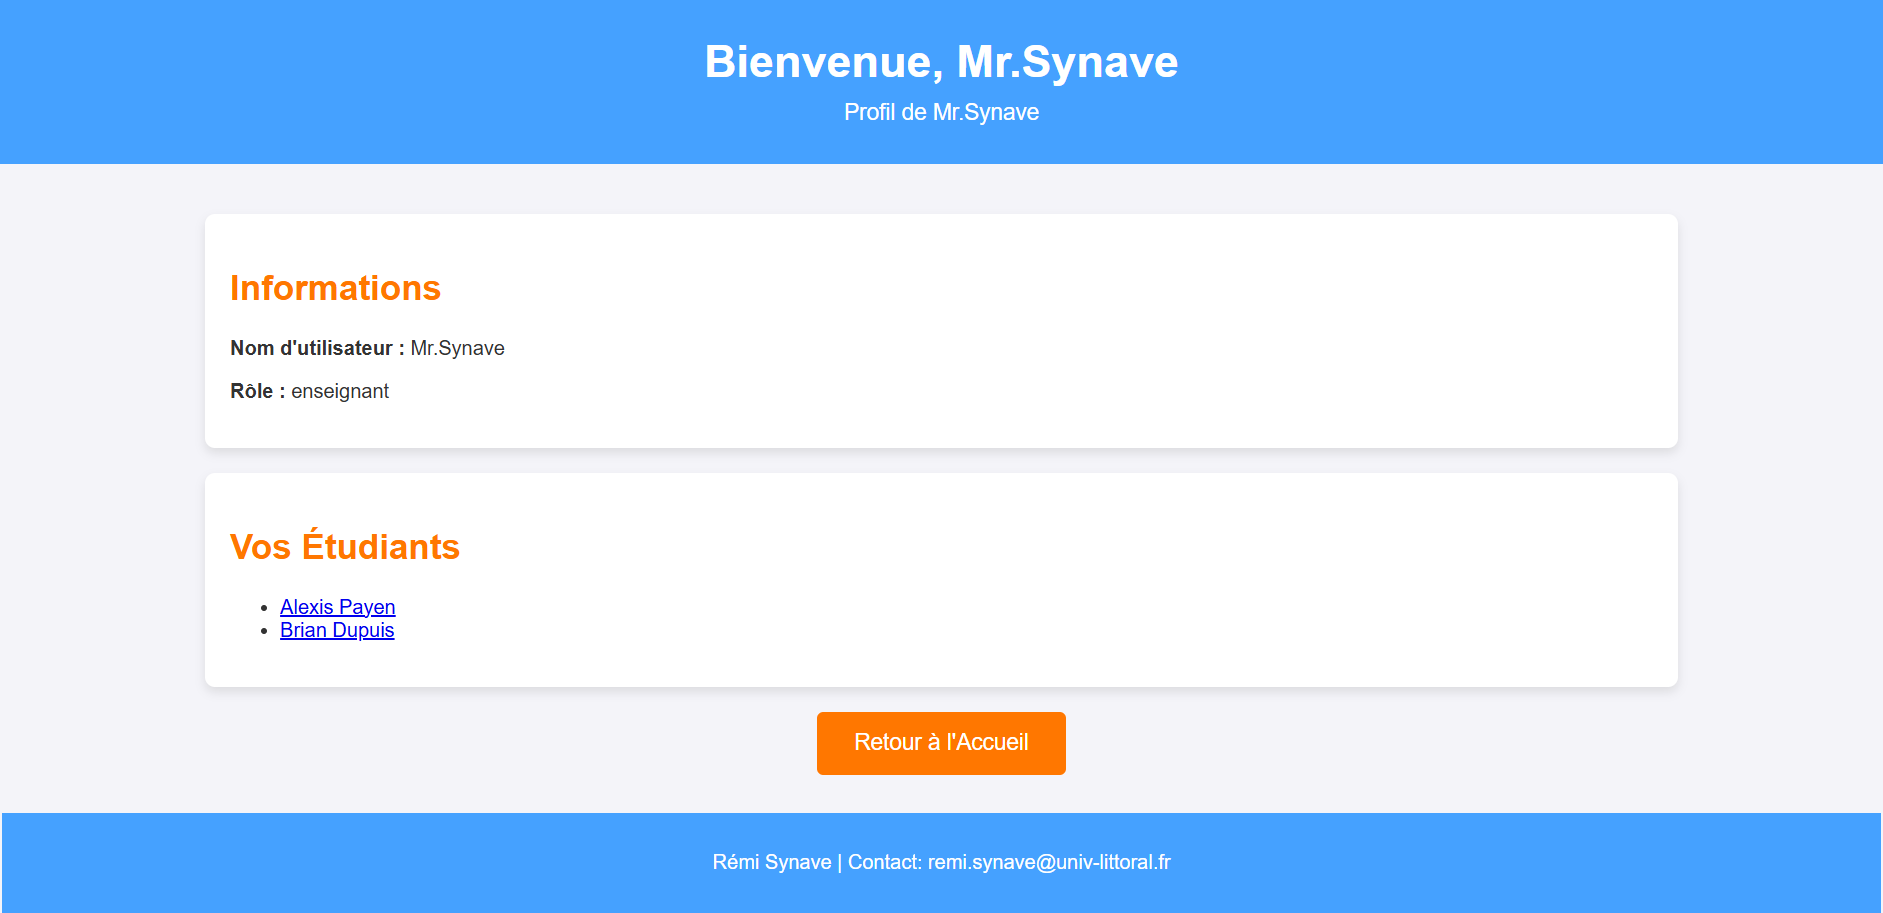 Bienvenue, Mr.Synave
Profil de Mr.Synave
Informations
Nom d'utilisateur : Mr.Synave
Rôle : enseignant
Vos Étudiants
• Alexis Payen
• Brian Dupuis
Retour à l'Accueil
Rémi Synave | Contact: remi.synave@univ-littoral.fr